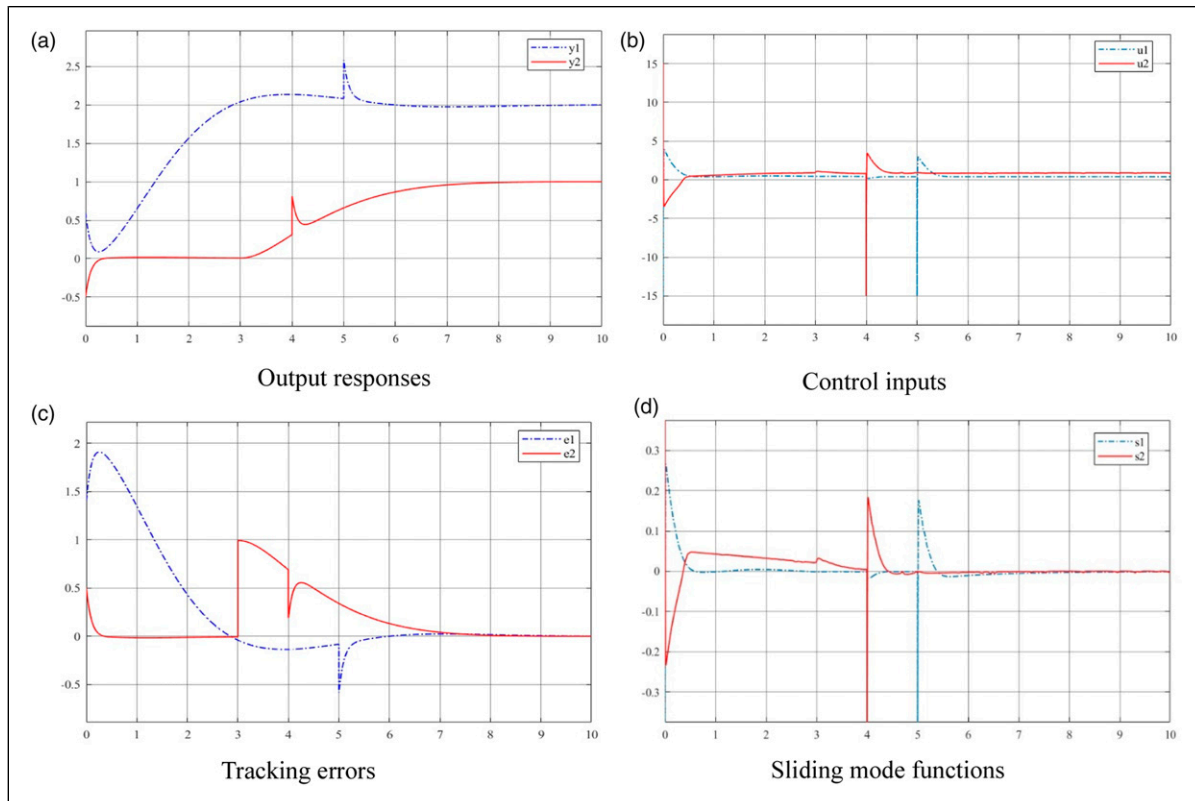 (a)
y1
y2
2.5
2
1.5
1
0.5
0
-0.5
0 1 2 3 4 5 6 7 8 9 10
Output responses
(b)
u1
u2
15
10
5
0
-5
-10
-15
0 1 2 3 4 5 6 7 8 9 10
Control inputs
(c)
e1
e2
2
1.5
1
0.5
0
-0.5
0 1 2 3 4 5 6 7 8 9 10
Tracking errors
(d)
s1
s2
0.3
0.2
0.1
0
-0.1
-0.2
-0.3
0 1 2 3 4 5 6 7 8 9 10
Sliding mode functions